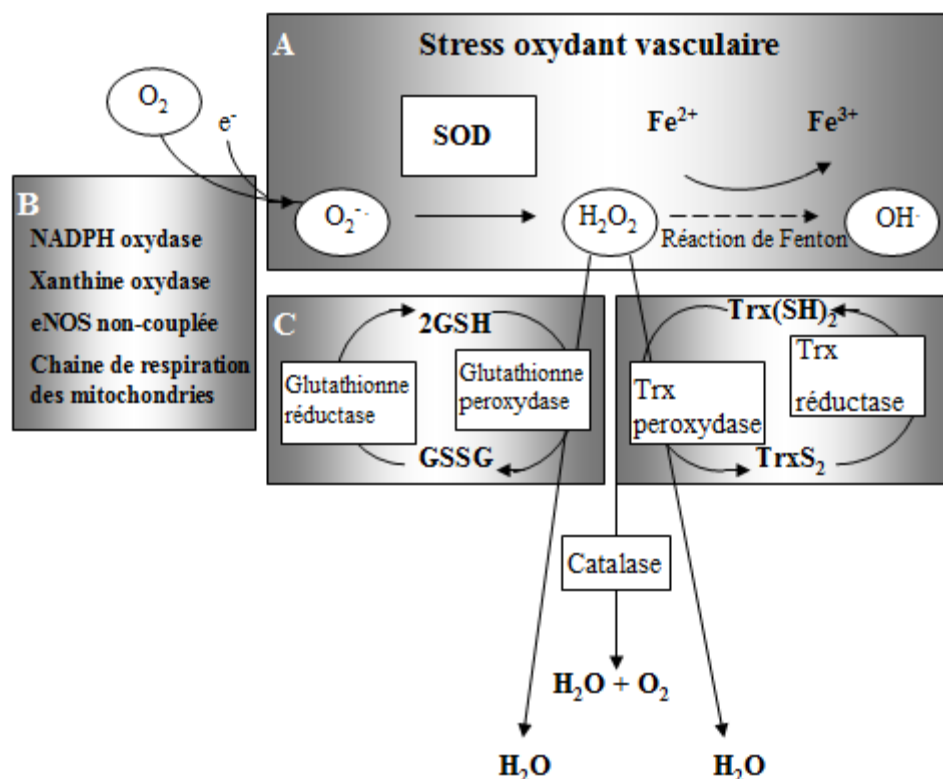 A
Stress oxydant vasculaire
O₂
e⁻
SOD
Fe²⁺
Fe³⁺
B
NADPH oxydase
Xanthine oxydase
eNOS non-couplée
Chaine de respiration
des mitochondries
O₂⁻·
H₂O₂
Réaction de Fenton
OH·
C
2GSH
Glutathionne
réductase
Glutathionne
peroxydase
GSSG
Trx(SH)₂
Trx
peroxydase
Trx
réductase
TrxS₂
Catalase
H₂O + O₂
H₂O
H₂O